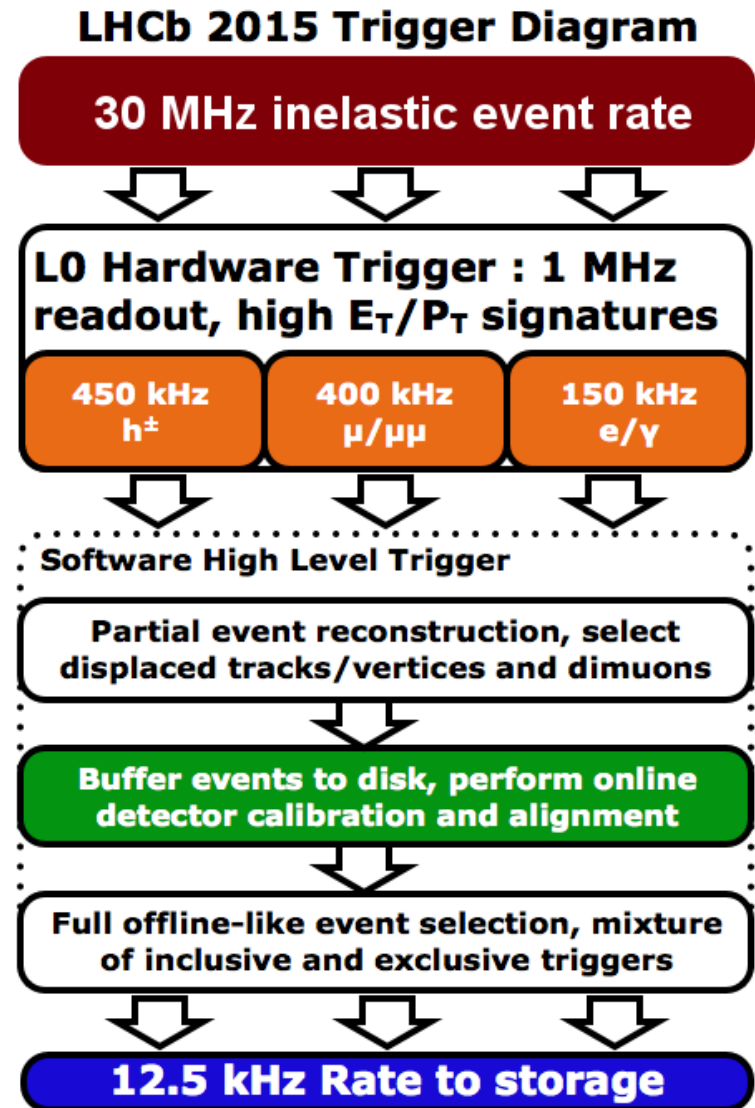 LHCb 2015 Trigger Diagram
30 MHz inelastic event rate
L0 Hardware Trigger : 1 MHz
readout, high E_T/P_T signatures
450 kHz
h±
400 kHz
μ/μμ
150 kHz
e/γ
Software High Level Trigger
Partial event reconstruction, select
displaced tracks/vertices and dimuons
Buffer events to disk, perform online
detector calibration and alignment
Full offline-like event selection, mixture
of inclusive and exclusive triggers
12.5 kHz Rate to storage